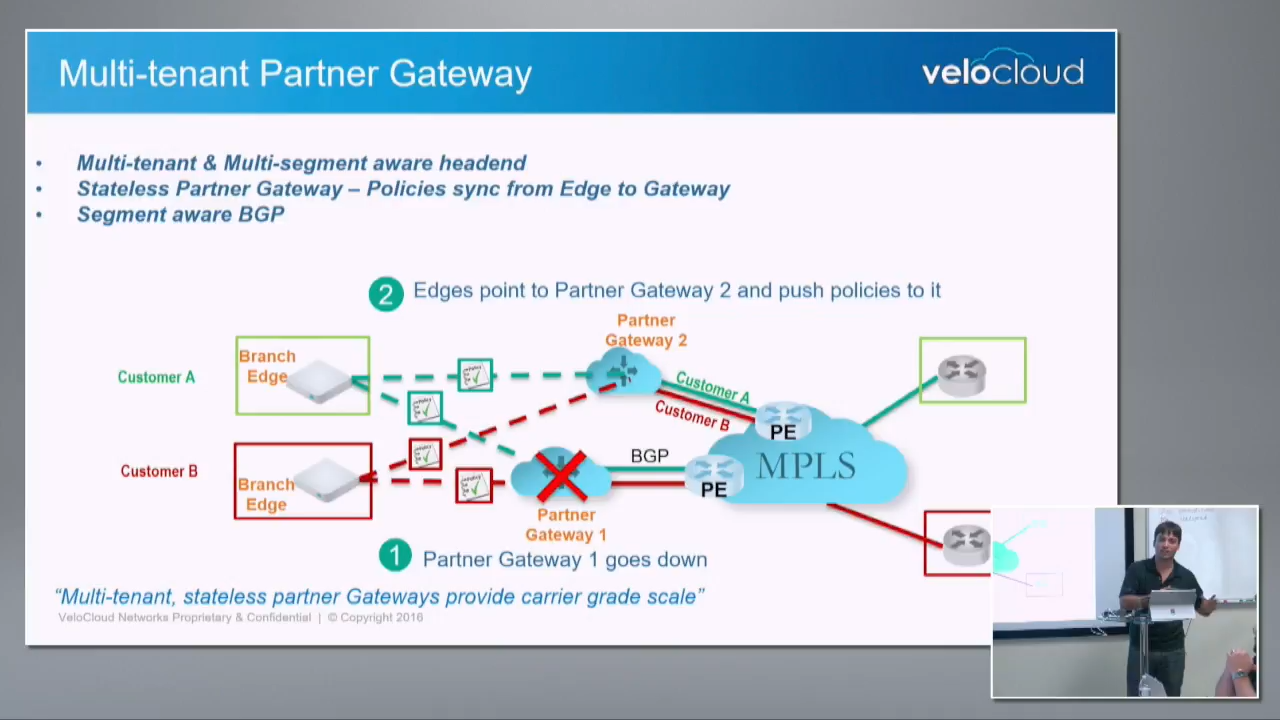 Multi-tenant Partner Gateway
velocloud
• Multi-tenant & Multi-segment aware headend
• Stateless Partner Gateway – Policies sync from Edge to Gateway
• Segment aware BGP
2 Edges point to Partner Gateway 2 and push policies to it
Partner
Gateway 2
Branch
Edge
Customer A
Customer A
Customer B
PE
MPLS
BGP
PE
Customer B
Branch
Edge
Partner
Gateway 1
1 Partner Gateway 1 goes down
“Multi-tenant, stateless partner Gateways provide carrier grade scale”
VeloCloud Networks Proprietary & Confidential | © Copyright 2016